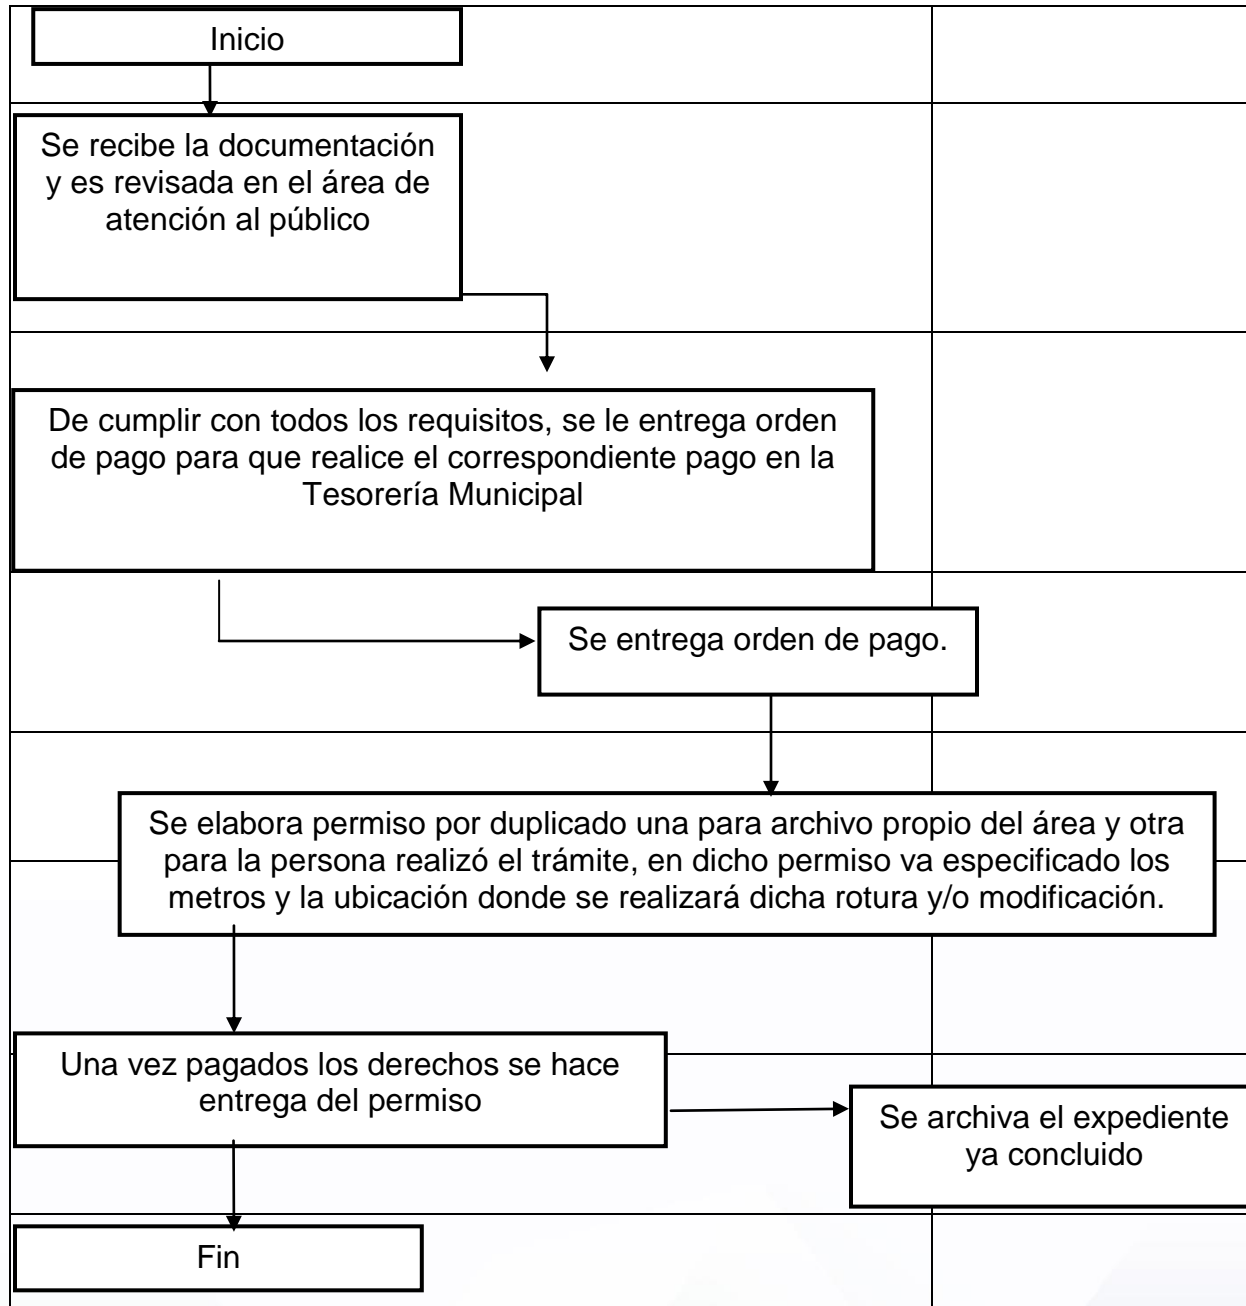 Inicio
Se recibe la documentación
y es revisada en el área de
atención al público
De cumplir con todos los requisitos, se le entrega orden
de pago para que realice el correspondiente pago en la
Tesorería Municipal
Se entrega orden de pago.
Se elabora permiso por duplicado una para archivo propio del área y otra
para la persona realizó el trámite, en dicho permiso va especificado los
metros y la ubicación donde se realizará dicha rotura y/o modificación.
Una vez pagados los derechos se hace
entrega del permiso
Se archiva el expediente
ya concluido
Fin